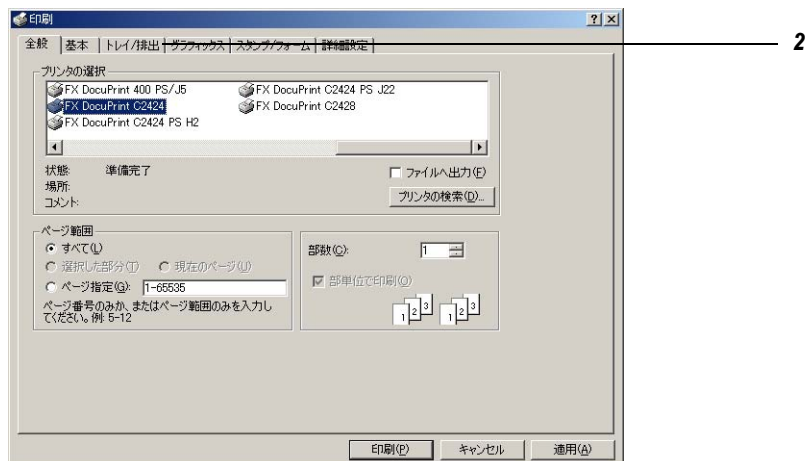 印刷
全般 基本 トレイ/排出 グラフィックス スタンプ/フォーム 詳細設定
2
プリンタの選択
FX DocuPrint 400 PS/J5 FX DocuPrint C2424 PS J22
FX DocuPrint C2424 FX DocuPrint C2428
FX DocuPrint C2424 PS H2
状態: 準備完了
場所:
コメント:
ファイルへ出力(F)
プリンタの検索(D)...
ページ範囲
すべて(L)
選択した部分(T) 現在のページ(U)
ページ指定(G): 1-65535
ページ番号のみか、またはページ範囲のみを入力し
てください。例: 5-12
部数(C): 1
部単位で印刷(O)
1 2 3 1 2 3
印刷(P) キャンセル 適用(A)